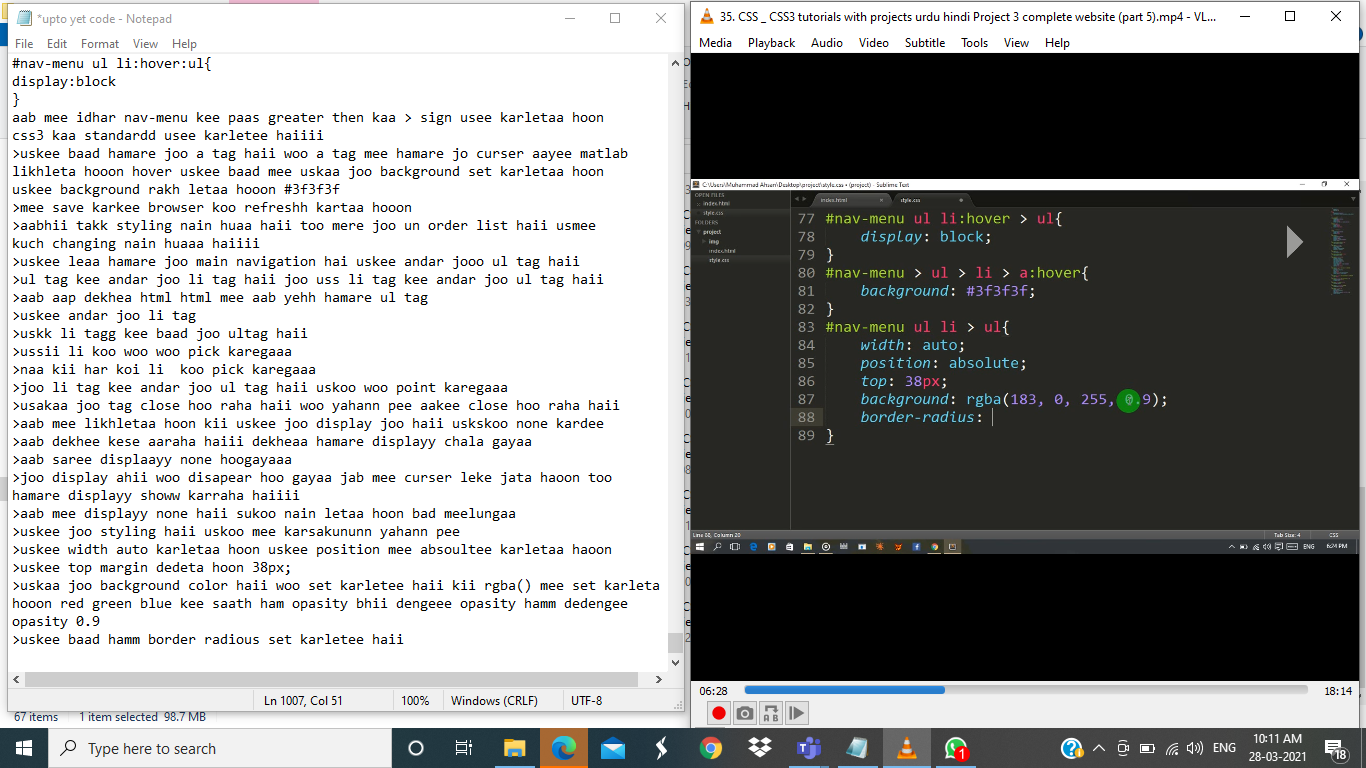 *upto yet code - Notepad
File Edit Format View Help
#nav-menu ul li:hover:ul{
display:block
}
aab mee idhar nav-menu kee paas greater then kaa > sign usee karletaa hoon
css3 kaa standardd usee karletee haiiii
>uskee baad hamare joo a tag haii woo a tag mee hamare jo curser aayee matlab
likhleta hooon hover uskee baad mee uskaa joo background set karletaa hoon
uskee background rakh letaa hooon #3f3f3f
>mee save karkee browser koo refreshh kartaa hooon
>aabhii takk styling nain huaa haii too mere joo un order list haii usmee
kuch changing nain huaaa haiiii
>uskee leaa hamare joo main navigation hai uskee andar jooo ul tag haii
>ul tag kee andar joo li tag haii joo uss li tag kee andar joo ul tag haii
>aab aap dekhea html html mee aab yehh hamare ul tag
>uskee andar joo li tag
>uskk li tagg kee baad joo ultag haii
>ussii li koo woo woo pick karegaaa
>naa kii har koi li  koo pick karegaaa
>joo li tag kee andar joo ul tag haii uskoo woo point karegaaa
>usakaa joo tag close hoo raha haii woo yahann pee aakee close hoo raha haii
>aab mee likhletaa hoon kii uskee joo display joo haii uskskoo none kardee
>aab dekhee kese aaraha haiii dekheaa hamare displayy chala gayaa
>aab saree displaayy none hoogayaaa
>joo display ahii woo disapear hoo gayaa jab mee curser leke jata haoon too
hamare displayy showw karraha haiiii
>aab mee displayy none haii sukoo nain letaa hoon bad meelungaa
>uskee joo styling haii uskoo mee karsakununn yahann pee
>uskee width auto karletaa hoon uskee position mee absoultee karletaa haoon
>uskee top margin dedeta hoon 38px;
>uskaa joo background color haii woo set karletee haii kii rgba() mee set karleta
hooon red green blue kee saath ham opasity bhii dengeee opasity hamm dedengee
opasity 0.9
>uskee baad hamm border radious set karletee haii
Ln 1007, Col 51 100% Windows (CRLF) UTF-8
67 items 1 item selected 98.7 MB
35. CSS _ CSS3 tutorials with projects urdu hindi Project 3 complete website (part 5).mp4 - VL...
Media Playback Audio Video Subtitle Tools View Help
C:\Users\Muhammad Ahsan\Desktop\project\style.css • (project) - Sublime Text
OPEN FILES
index.html
style.css
FOLDERS
project
img
index.html
style.css
index.html style.css
77 #nav-menu ul li:hover > ul{
78 display: block;
79 }
80 #nav-menu > ul > li > a:hover{
81 background: #3f3f3f;
82 }
83 #nav-menu ul li > ul{
84 width: auto;
85 position: absolute;
86 top: 38px;
87 background: rgba(183, 0, 255, 0.9);
88 border-radius:
89 }
Line 88, Column 20 Tab Size: 4 CSS
ENG 6:24 PM
06:28 18:14
Type here to search
1
ENG
10:11 AM
28-03-2021
18